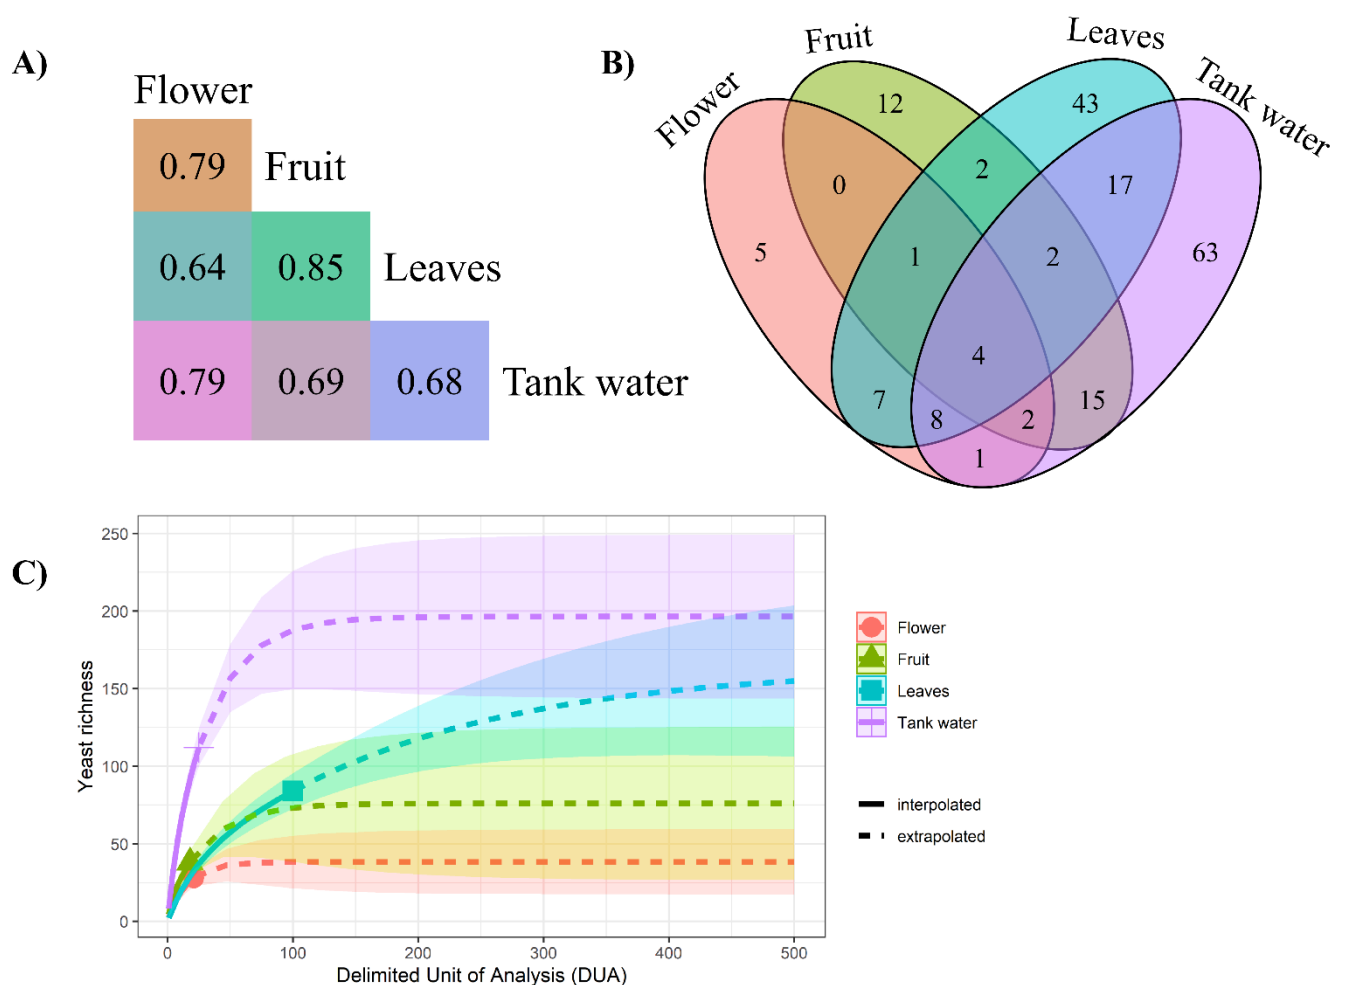 A)
Flower
0.79 Fruit
0.64 0.85 Leaves
0.79 0.69 0.68 Tank water
B)
Flower
Fruit
Leaves
Tank water
12 43
0 2 17
5 1 2 63
4
7 8 2 15
1
C)
Yeast richness
250
200
150
100
50
0
0 100 200 300 400 500
Delimited Unit of Analysis (DUA)
Flower
Fruit
Leaves
Tank water
interpolated
extrapolated